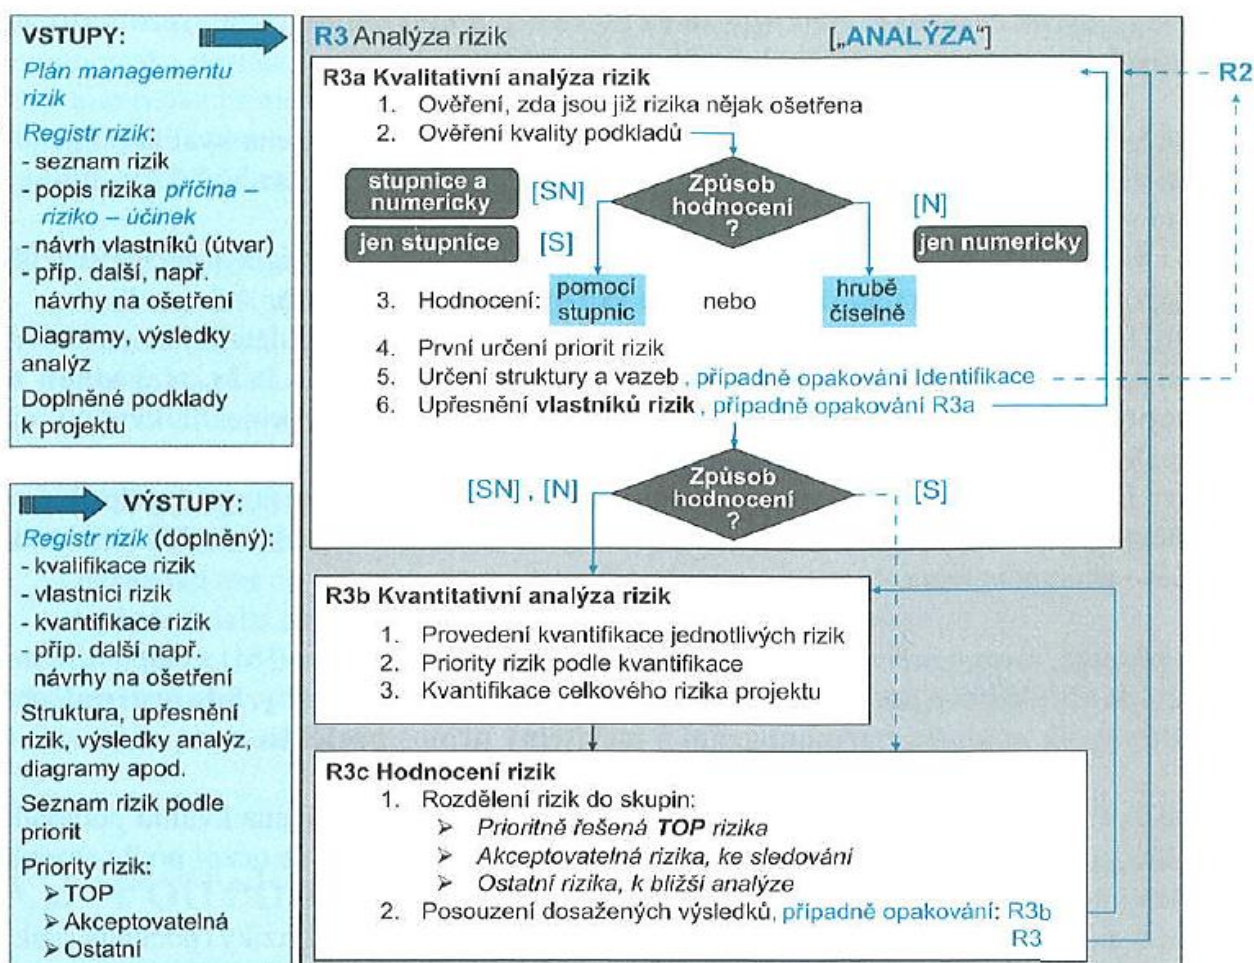 VSTUPY:
Plán managementu
rizik
Registr rizik:
- seznam rizik
- popis rizika příčina –
riziko – účinek
- návrh vlastníků (útvar)
- příp. další, např.
návrhy na ošetření
Diagramy, výsledky
analýz
Doplněné podklady
k projektu
VÝSTUPY:
Registr rizik (doplněný):
- kvalifikace rizik
- vlastníci rizik
- kvantifikace rizik
- příp. další např.
návrhy na ošetření
Struktura, upřesnění
rizik, výsledky analýz,
diagramy apod.
Seznam rizik podle
priorit
Priority rizik:
➢ TOP
➢ Akceptovatelná
➢ Ostatní
R3 Analýza rizik [„ANALÝZA“]
R2
R3a Kvalitativní analýza rizik
1. Ověření, zda jsou již rizika nějak ošetřena
2. Ověření kvality podkladů
Způsob
hodnocení
?
stupnice a
numericky
[SN]
jen stupnice [S]
[N]
jen numericky
3. Hodnocení: pomocí
stupnic
nebo
hrubě
číselně
4. První určení priorit rizik
5. Určení struktury a vazeb , případně opakování Identifikace
6. Upřesnění vlastníků rizik , případně opakování R3a
Způsob
hodnocení
?
[SN] , [N]
[S]
R3b Kvantitativní analýza rizik
1. Provedení kvantifikace jednotlivých rizik
2. Priority rizik podle kvantifikace
3. Kvantifikace celkového rizika projektu
R3c Hodnocení rizik
1. Rozdělení rizik do skupin:
➢ Prioritně řešená TOP rizika
➢ Akceptovatelná rizika, ke sledování
➢ Ostatní rizika, k bližší analýze
2. Posouzení dosažených výsledků, případně opakování: R3b
R3